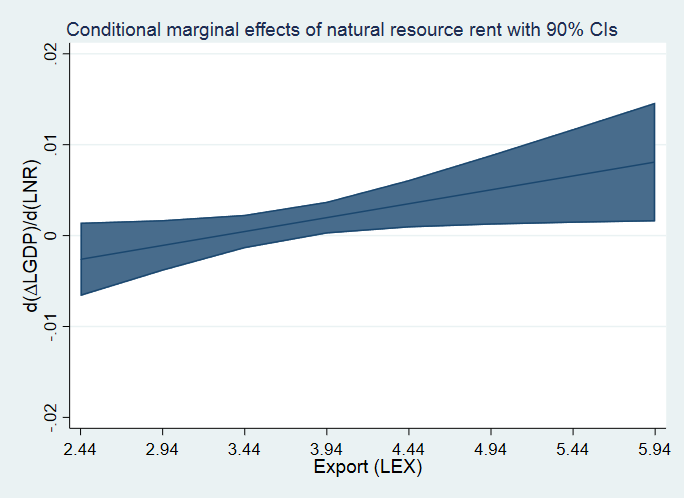 Conditional marginal effects of natural resource rent with 90% CIs
d(ΔLGDP)/d(LNR)
.02
.01
0
-.01
-.02
2.44 2.94 3.44 3.94 4.44 4.94 5.44 5.94
Export (LEX)